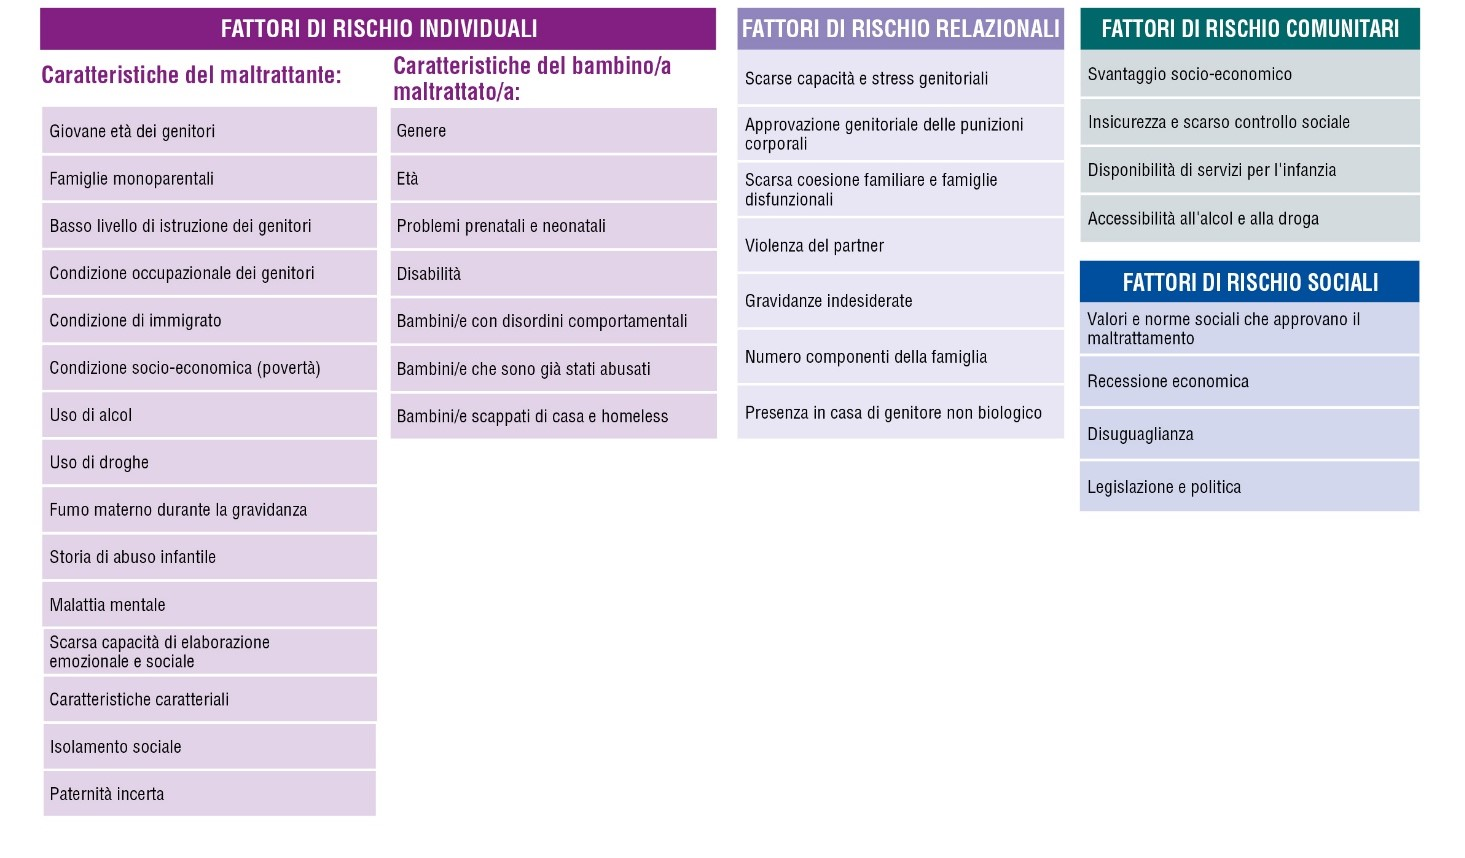 FATTORI DI RISCHIO INDIVIDUALI
Caratteristiche del maltrattante:
Giovane età dei genitori
Famiglie monoparentali
Basso livello di istruzione dei genitori
Condizione occupazionale dei genitori
Condizione di immigrato
Condizione socio-economica (povertà)
Uso di alcol
Uso di droghe
Fumo materno durante la gravidanza
Storia di abuso infantile
Malattia mentale
Scarsa capacità di elaborazione
emozionale e sociale
Caratteristiche caratteriali
Isolamento sociale
Paternità incerta
Caratteristiche del bambino/a
maltrattato/a:
Genere
Età
Problemi prenatali e neonatali
Disabilità
Bambini/e con disordini comportamentali
Bambini/e che sono già stati abusati
Bambini/e scappati di casa e homeless
FATTORI DI RISCHIO RELAZIONALI
Scarse capacità e stress genitoriali
Approvazione genitoriale delle punizioni
corporali
Scarsa coesione familiare e famiglie
disfunzionali
Violenza del partner
Gravidanze indesiderate
Numero componenti della famiglia
Presenza in casa di genitore non biologico
FATTORI DI RISCHIO COMUNITARI
Svantaggio socio-economico
Insicurezza e scarso controllo sociale
Disponibilità di servizi per l'infanzia
Accessibilità all'alcol e alla droga
FATTORI DI RISCHIO SOCIALI
Valori e norme sociali che approvano il
maltrattamento
Recessione economica
Disuguaglianza
Legislazione e politica